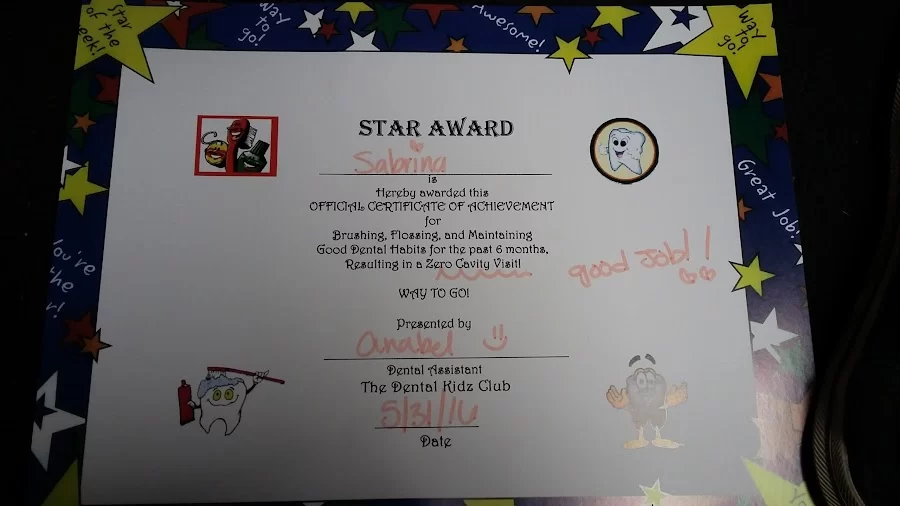 Star of the
eek!
Way
to
go!
Awesome!
Way
to
go!
STAR AWARD
Sabrina
is
Hereby awarded this
OFFICIAL CERTIFICATE OF ACHIEVEMENT
for
Brushing, Flossing, and Maintaining
Good Dental Habits for the past 6 months,
Resulting in a Zero Cavity Visit!
good Job!!
Great Job!
You're
the
r!
WAY TO GO!
Presented by
Anabel
Dental Assistant
The Dental Kidz Club
5/31/16
Date